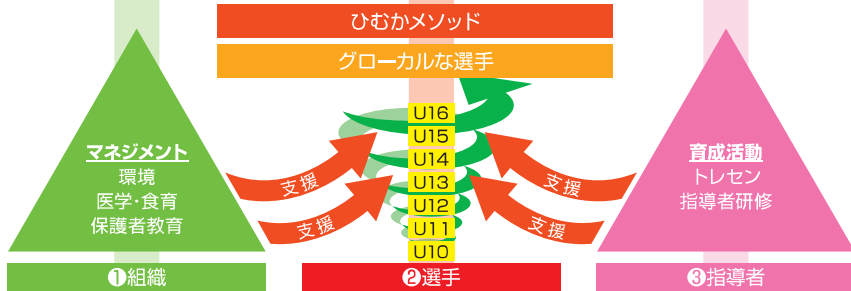 ひむかメソッド
グローカルな選手
マネジメント
環境
医学・食育
保護者教育
支援
支援
U16
U15
U14
U13
U12
U11
U10
支援
支援
育成活動
トレセン
指導者研修
❶組織
❷選手
❸指導者